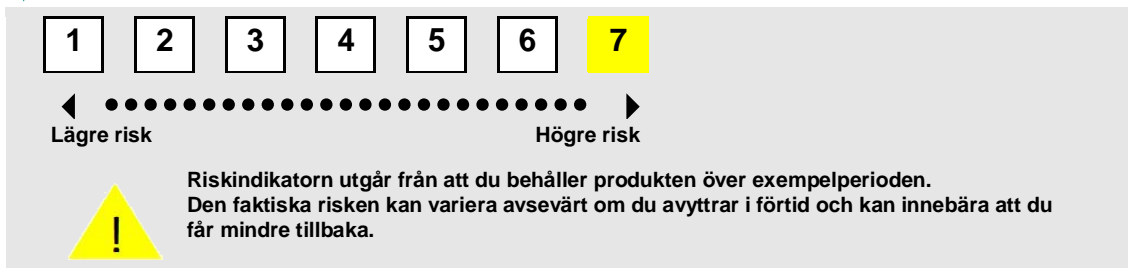 1 2 3 4 5 6 7
Lägre risk Högre risk
Riskindikatorn utgår från att du behåller produkten över exempelperioden.
Den faktiska risken kan variera avsevärt om du avyttrar i förtid och kan innebära att du
får mindre tillbaka.
!